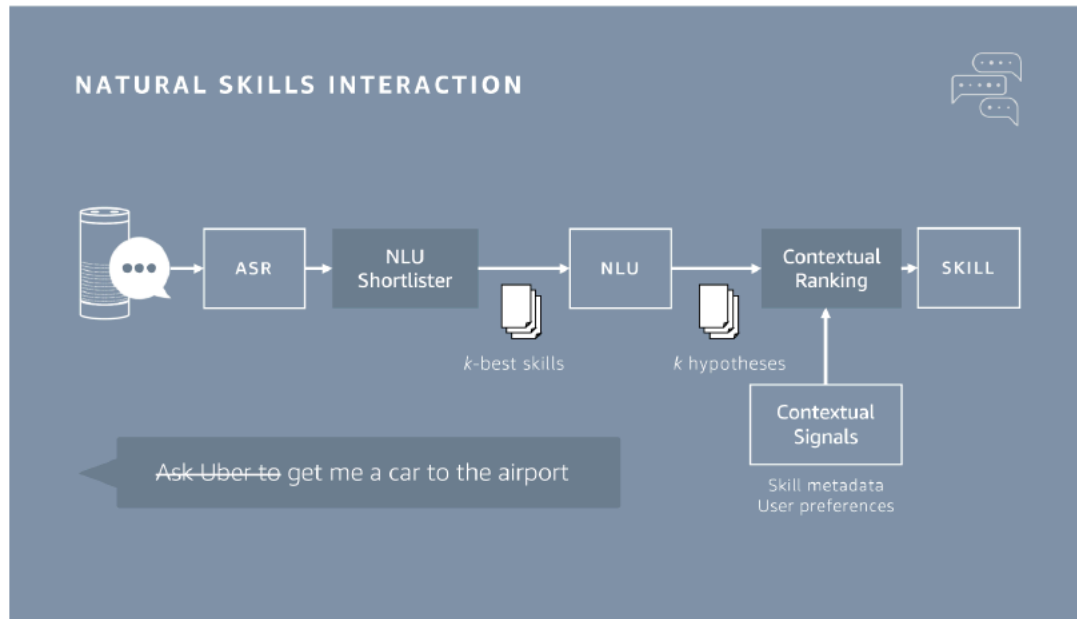 NATURAL SKILLS INTERACTION
ASR
NLU
Shortlister
NLU
Contextual
Ranking
SKILL
k-best skills
k hypotheses
Contextual
Signals
Skill metadata
User preferences
Ask Uber to get me a car to the airport